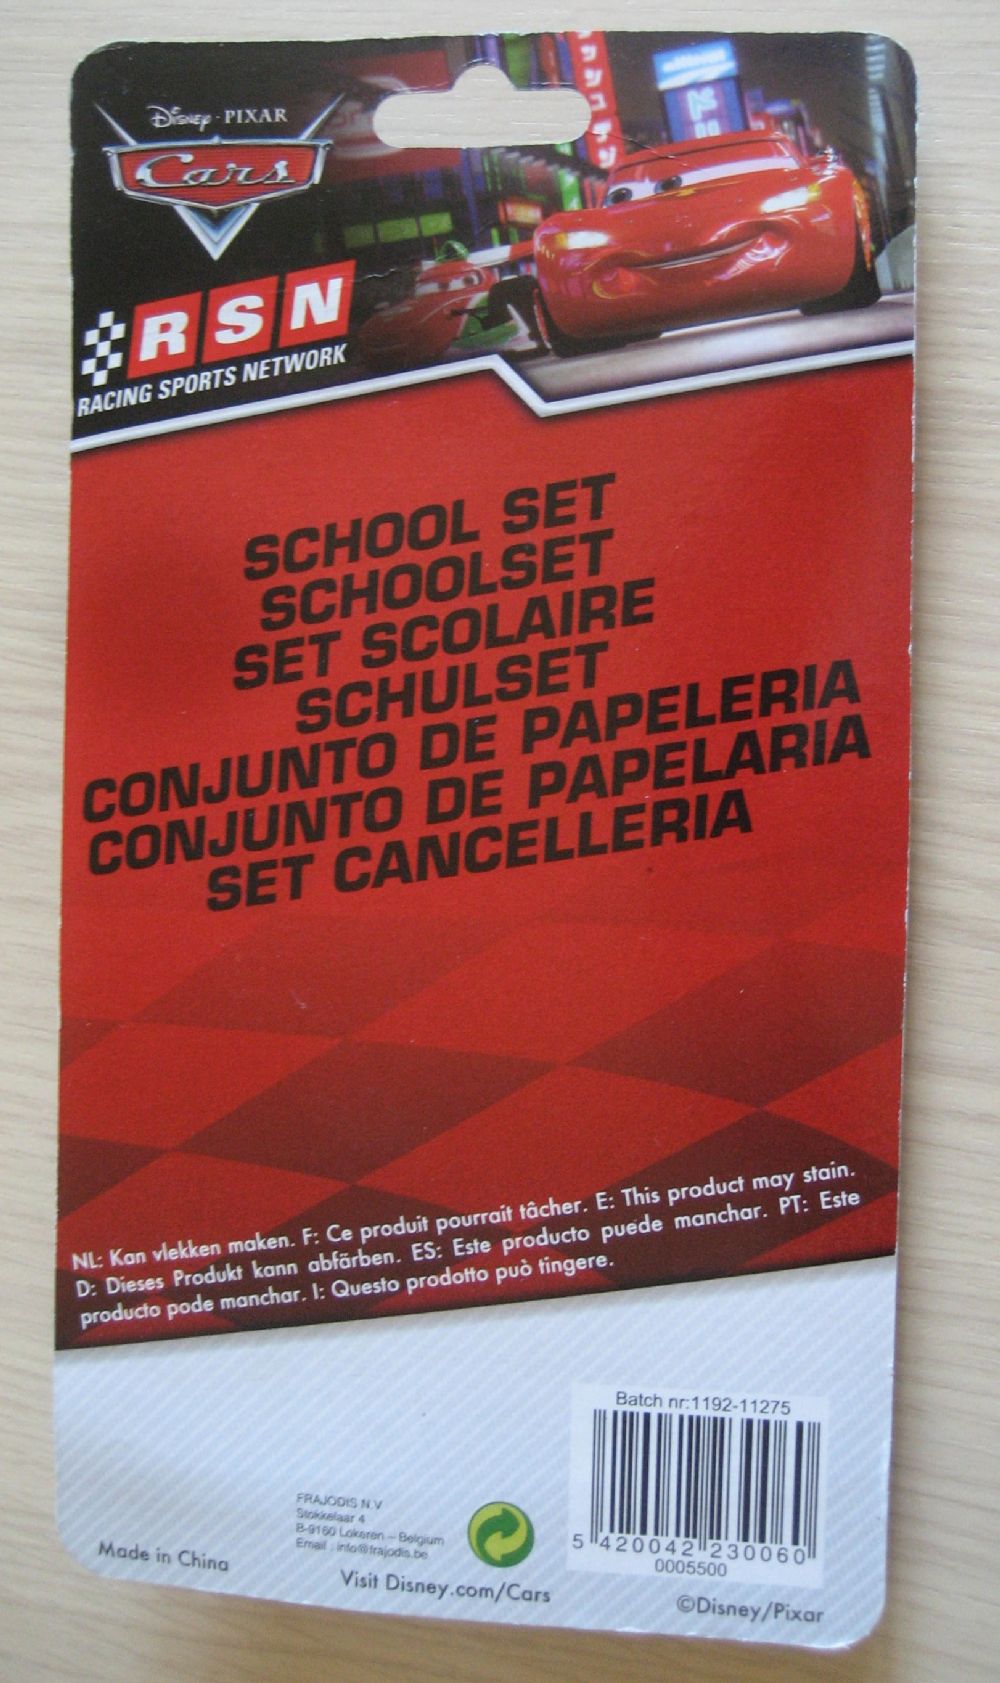 Disney · PIXAR
Cars
RSN
RACING SPORTS NETWORK
SCHOOL SET
SCHOOLSET
SET SCOLAIRE
SCHULSET
CONJUNTO DE PAPELERIA
CONJUNTO DE PAPELARIA
SET CANCELLERIA
NL: Kan vlekken maken. F: Ce produit pourrait tâcher. E: This product may stain.
D: Dieses Produkt kann abfärben. ES: Este producto puede manchar. PT: Este
producto pode manchar. I: Questo prodotto può tingere.
Batch nr:1192-11275
5 420042 230060
0005500
FRAJODIS N.V
Stokkelaar 4
B-9160 Lokeren – Belgium
Email : info@frajodis.be
Made in China
Visit Disney.com/Cars
©Disney/Pixar